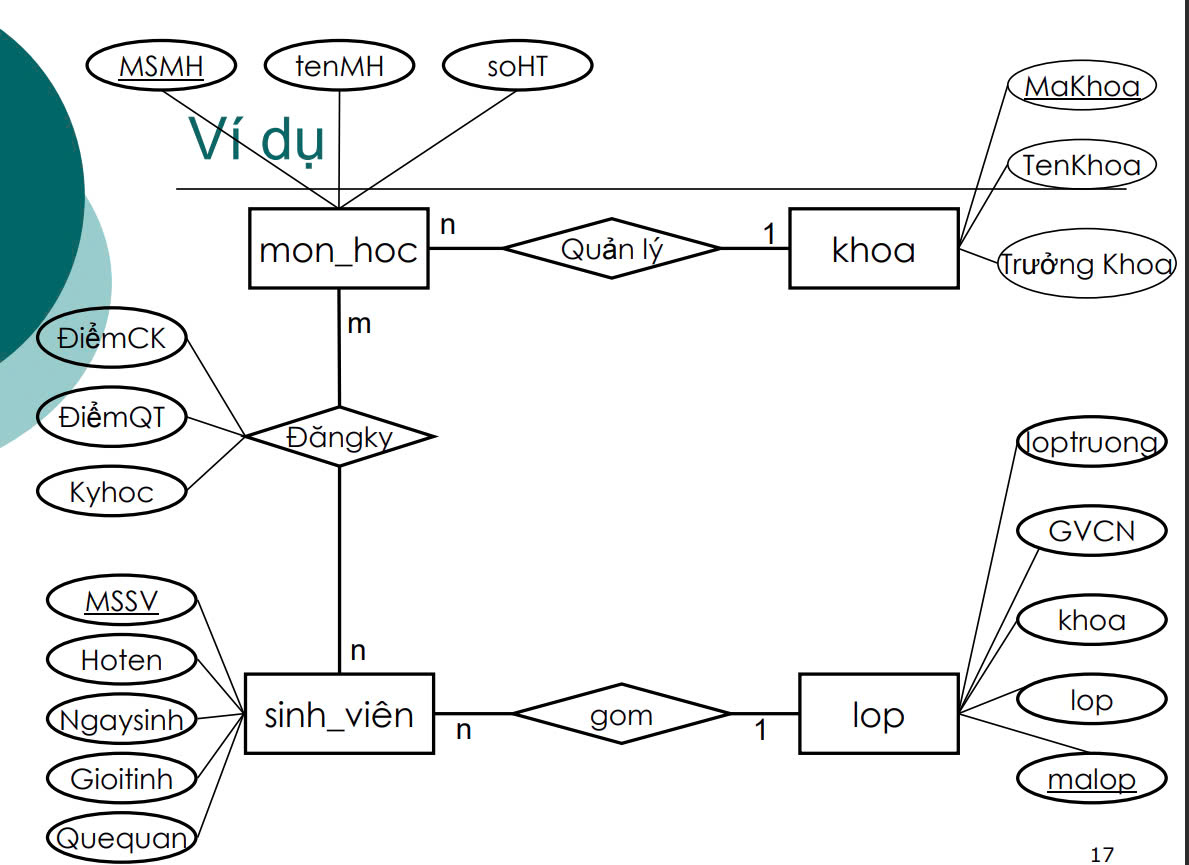 MSMH
tenMH
soHT
MaKhoa
Ví dụ
TenKhoa
n
1
mon_hoc
Quản lý
khoa
Trưởng Khoa
m
ĐiểmCK
ĐiểmQT
Đăngky
loptruong
Kyhoc
GVCN
MSSV
khoa
n
Hoten
lop
Ngaysinh
sinh_viên
gom
lop
n
1
Gioitinh
malop
Quequan
17